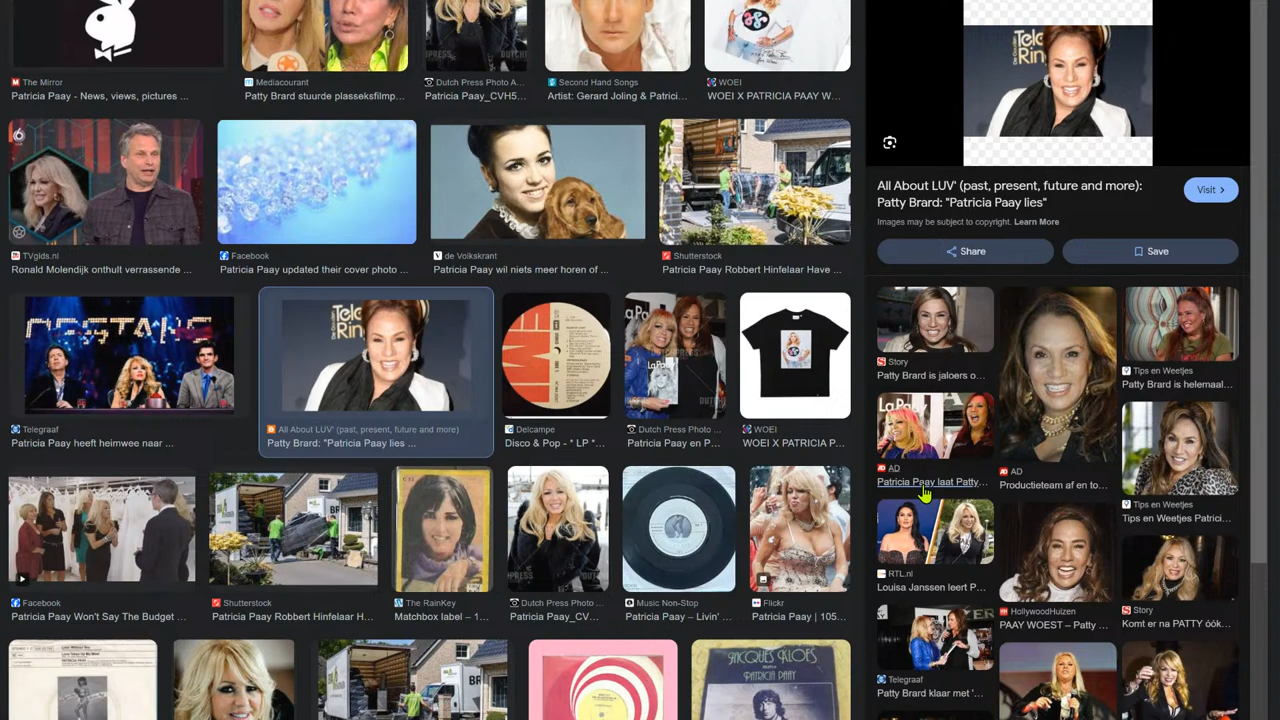 The Mirror
Patricia Paay - News, views, pictures ...
Mediacourant
Patty Brard stuurde plasseksfilmp...
Dutch Press Photo A...
Patricia Paay_CVH5...
Second Hand Songs
Artist: Gerard Joling & Patrici...
WOEI
WOEI X PATRICIA PAAY W...
6
TVgids.nl
Ronald Molendijk onthult verrassende ...
Facebook
Patricia Paay updated their cover photo ...
de Volkskrant
Patricia Paay wil niets meer horen of ...
Shutterstock
Patricia Paay Robbert Hinfelaar Have ...
Telegraaf
Patricia Paay heeft heimwee naar ...
All About LUV' (past, present, future and more)
Patty Brard: "Patricia Paay lies ...
Delcampe
Disco & Pop - * LP *...
Dutch Press Photo ...
Patricia Paay en P...
WOEI
WOEI X PATRICIA P...
Facebook
Patricia Paay Won't Say The Budget ...
Shutterstock
Patricia Paay Robbert Hinfelaar H...
The RainKey
Matchbox label – 1...
Dutch Press Photo ...
Patricia Paay_CV...
Music Non-Stop
Patricia Paay – Livin' ...
Flickr
Patricia Paay | 105...
JACQUES KLOES
PATRICIA PAAY
All About LUV' (past, present, future and more):
Patty Brard: "Patricia Paay lies"
Visit
Images may be subject to copyright. Learn More
Share
Save
Story
Patty Brard is jaloers o...
AD
Patricia Paay laat Patty...
RTL.nl
Louisa Janssen leert P...
Telegraaf
Patty Brard klaar met '...
AD
Productieteam af en to...
HollywoodHuizen
PAAY WOEST – Patty ...
Tips en Weetjes
Patty Brard is helemaal...
Tips en Weetjes
Tips en Weetjes Patrici...
Story
Komt er na PATTY óók...